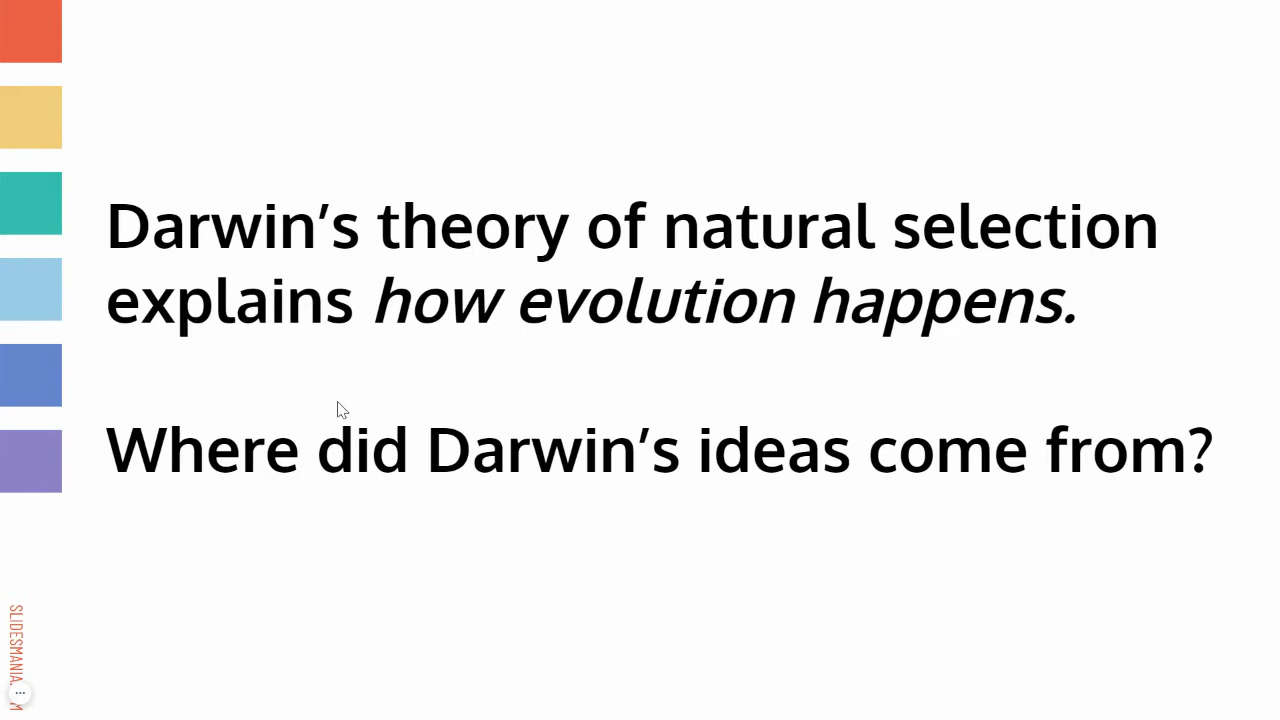 Darwin’s theory of natural selection
explains how evolution happens.
Where did Darwin’s ideas come from?
SLIDESMANIA